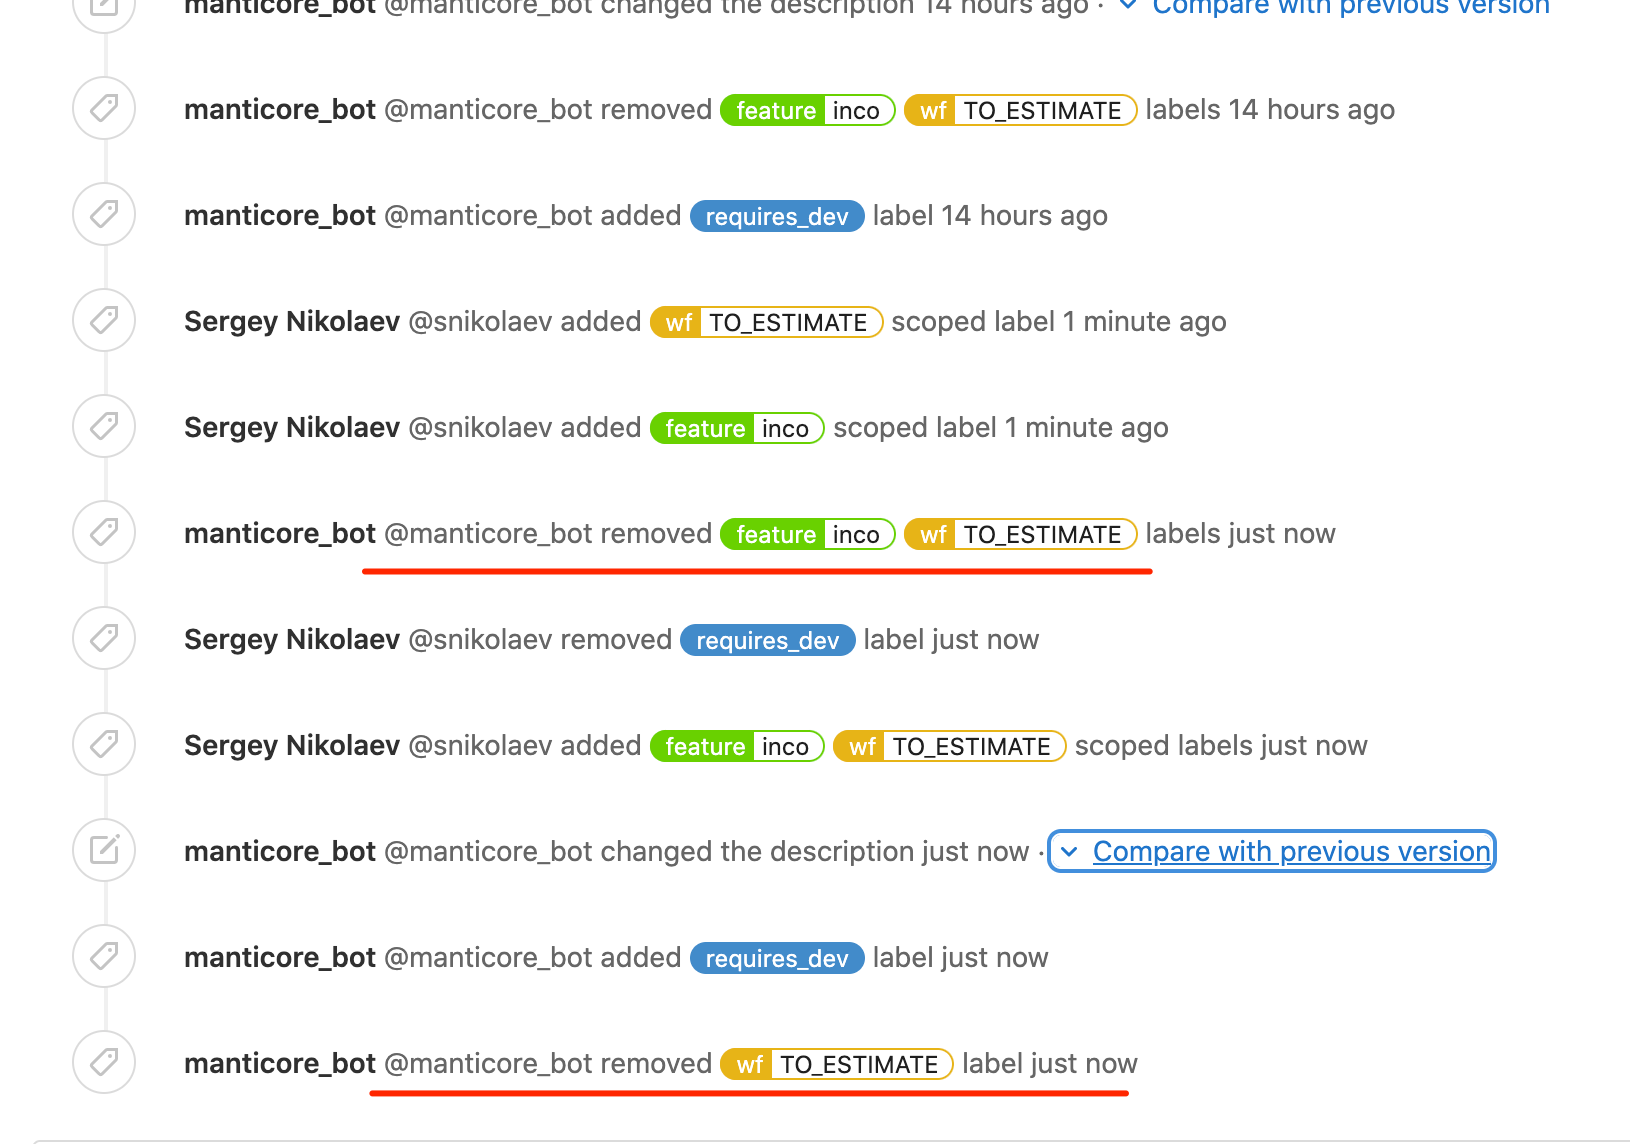 manticore_bot @manticore_bot changed the description 14 hours ago · Compare with previous version
manticore_bot @manticore_bot removed feature inco wf TO_ESTIMATE labels 14 hours ago
manticore_bot @manticore_bot added requires_dev label 14 hours ago
Sergey Nikolaev @snikolaev added wf TO_ESTIMATE scoped label 1 minute ago
Sergey Nikolaev @snikolaev added feature inco scoped label 1 minute ago
manticore_bot @manticore_bot removed feature inco wf TO_ESTIMATE labels just now
Sergey Nikolaev @snikolaev removed requires_dev label just now
Sergey Nikolaev @snikolaev added feature inco wf TO_ESTIMATE scoped labels just now
manticore_bot @manticore_bot changed the description just now · Compare with previous version
manticore_bot @manticore_bot added requires_dev label just now
manticore_bot @manticore_bot removed wf TO_ESTIMATE label just now